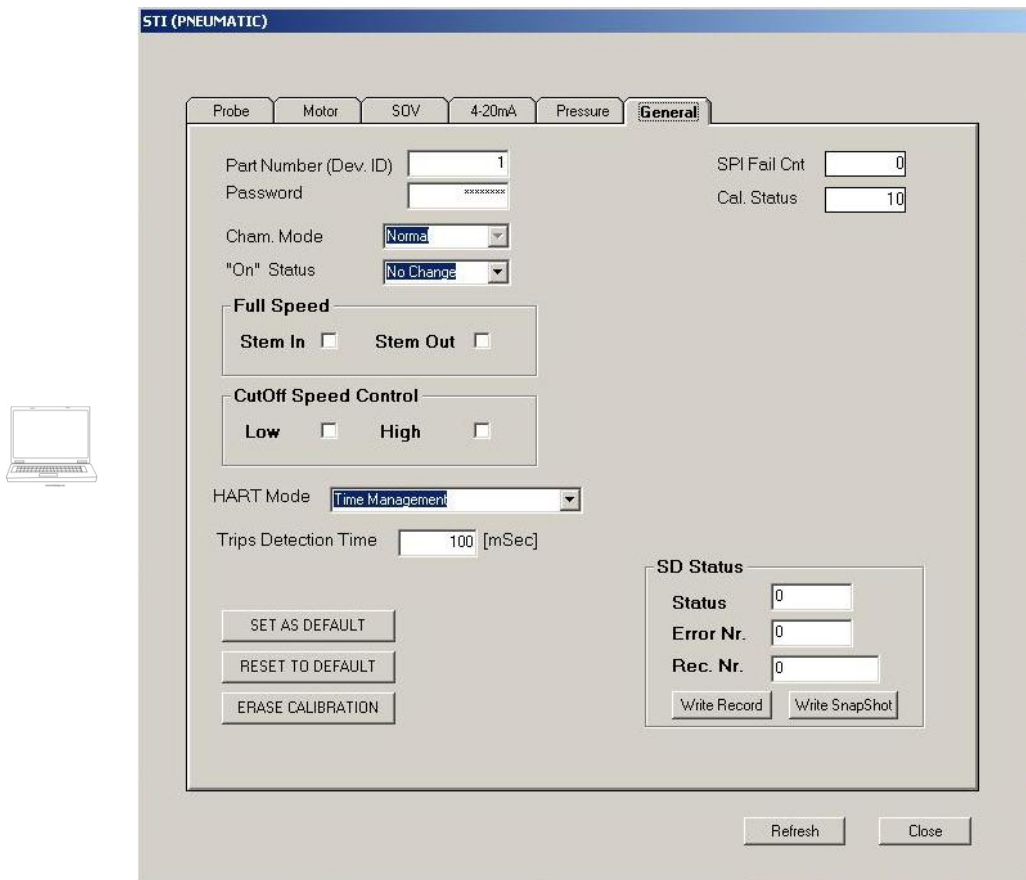 STI (PNEUMATIC)
Probe Motor SOV 4-20mA Pressure General
Part Number (Dev. ID) 1 SPI Fail Cnt 0
Password ******** Cal. Status 10
Cham. Mode Normal
"On" Status No Change
Full Speed
Stem In Stem Out
CutOff Speed Control
Low High
HART Mode Time Management
Trips Detection Time 100 [mSec]
SD Status
Status 0
SET AS DEFAULT
Error Nr. 0
RESET TO DEFAULT
Rec. Nr. 0
ERASE CALIBRATION
Write Record Write SnapShot
Refresh Close